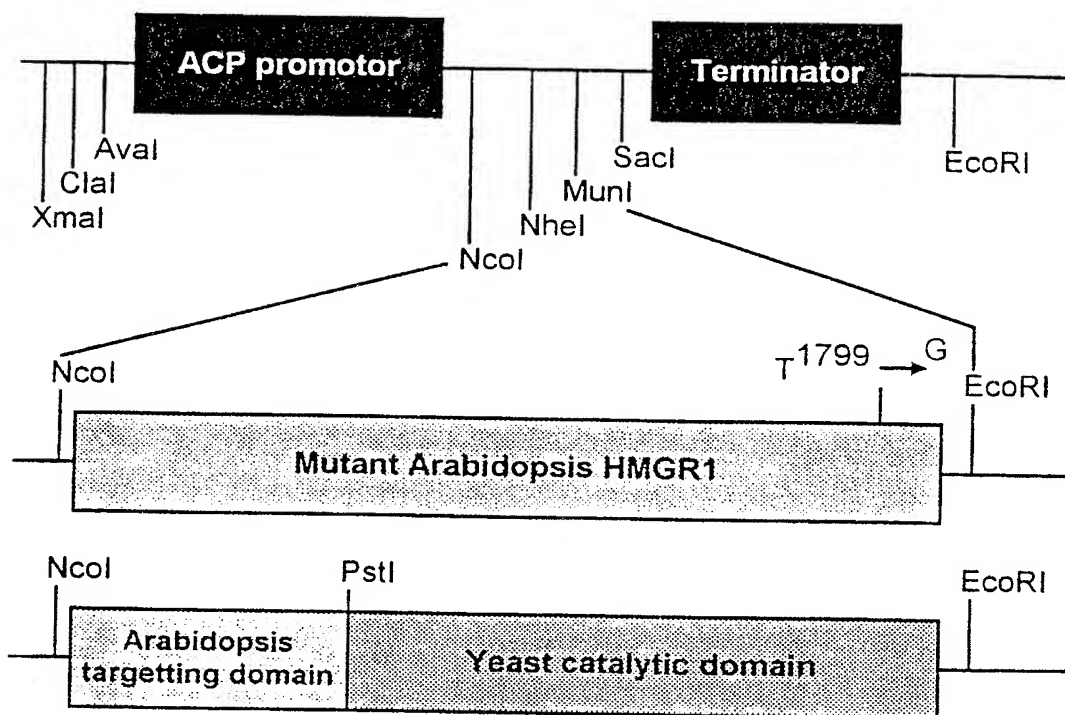 ACP promotor
Terminator
AvaI
ClaI
XmaI
SacI
MunI
NheI
NcoI
EcoRI
NcoI
T1799 → G
EcoRI
Mutant Arabidopsis HMGR1
NcoI
PstI
EcoRI
Arabidopsis
targetting domain
Yeast catalytic domain